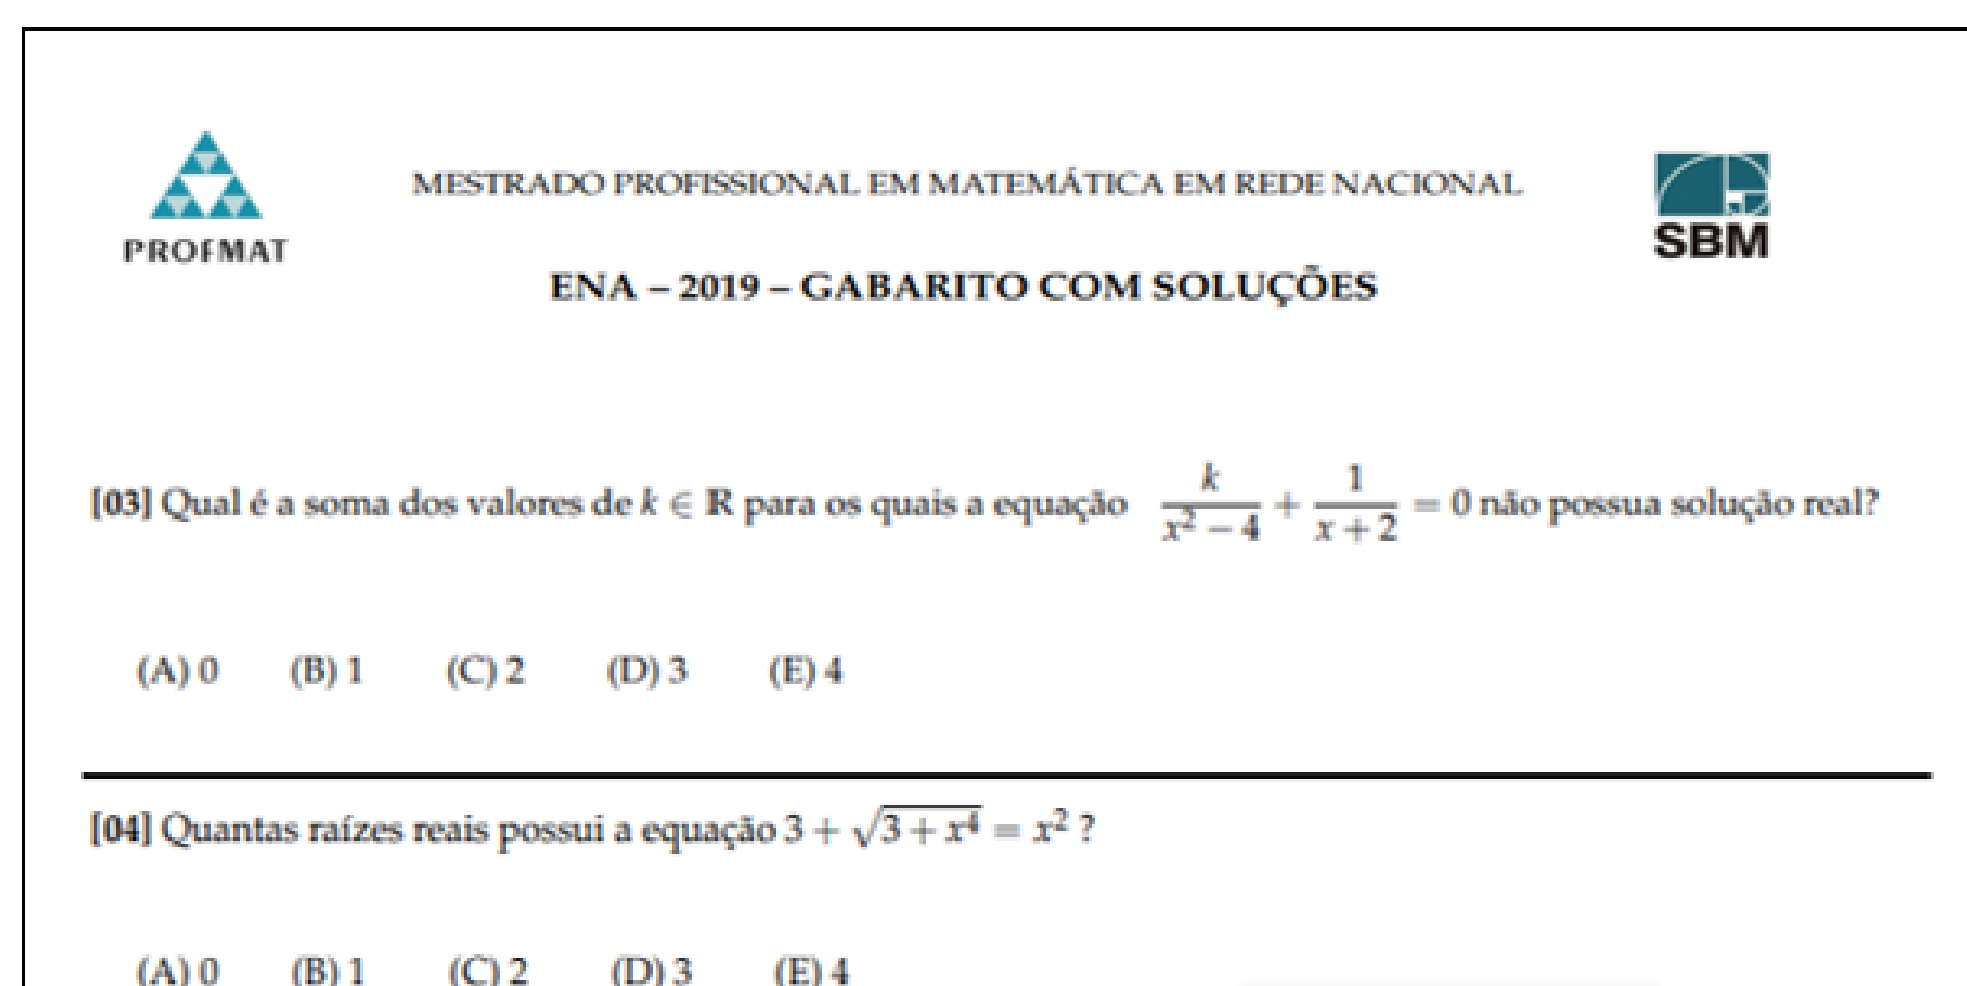 MESTRADO PROFISSIONAL EM MATEMÁTICA EM REDE NACIONAL
PROFMAT
SBM
ENA – 2019 – GABARITO COM SOLUÇÕES
[03] Qual é a soma dos valores de k ∈ ℝ para os quais a equação k/(x² − 4) + 1/(x + 2) = 0 não possua solução real?
(A) 0 (B) 1 (C) 2 (D) 3 (E) 4
[04] Quantas raízes reais possui a equação 3 + √(3 + x⁴) = x² ?
(A) 0 (B) 1 (C) 2 (D) 3 (E) 4